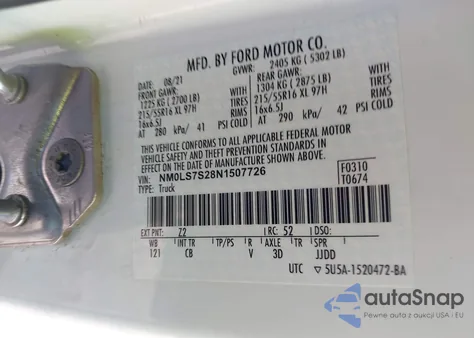 MFD. BY FORD MOTOR CO.
08/21 GVWR: 2405 KG ( 5302 LB)
FRONT GAWR: REAR GAWR:
1225 KG ( 2700 LB) WITH 1304 KG ( 2875 LB) WITH
215/55R16 XL 97H TIRES 215/55R16 XL 97H TIRES
16x6.5J RIMS 16x6.5J RIMS
AT 280 kPa/ 41 PSI COLD AT 290 kPa/ 42 PSI COLD
THIS VEHICLE CONFORMS TO ALL APPLICABLE FEDERAL MOTOR
VEHICLE SAFETY STANDARDS IN
EFFECT ON THE DATE OF MANUFACTURE SHOWN ABOVE.
VIN: NM0LS7S28N1507726 F0310
TYPE: Truck T0674
EXT PNT: Z2 RC: 52 DSO:
WB INT TR TP/PS R AXLE TR SPR
121 CB V 3D JJDD
UTC 5U5A-1520472-BA
autaSnap
Pewne auta z aukcji USA i EU